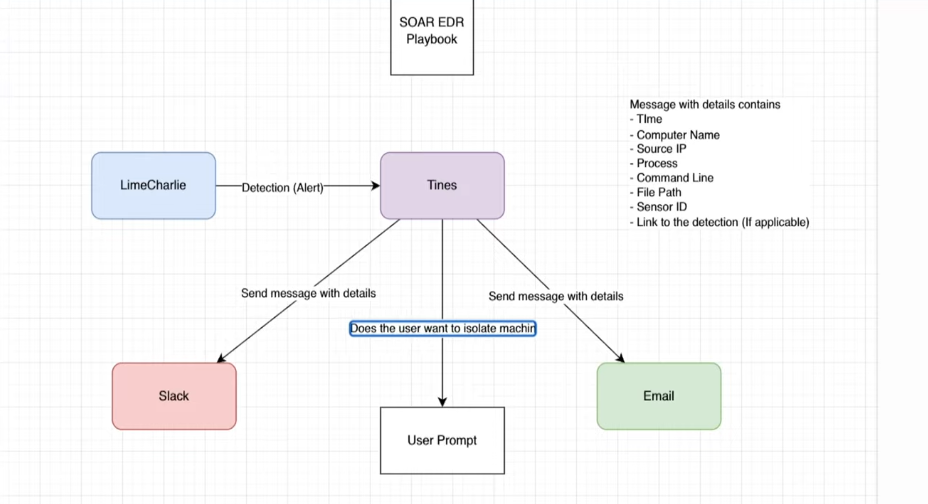 SOAR EDR
Playbook
Message with details contains
- TIme
- Computer Name
- Source IP
- Process
- Command Line
- File Path
- Sensor ID
- Link to the detection (If applicable)
LimeCharlie
Detection (Alert)
Tines
Send message with details
Send message with details
Does the user want to isolate machin
Slack
Email
User Prompt